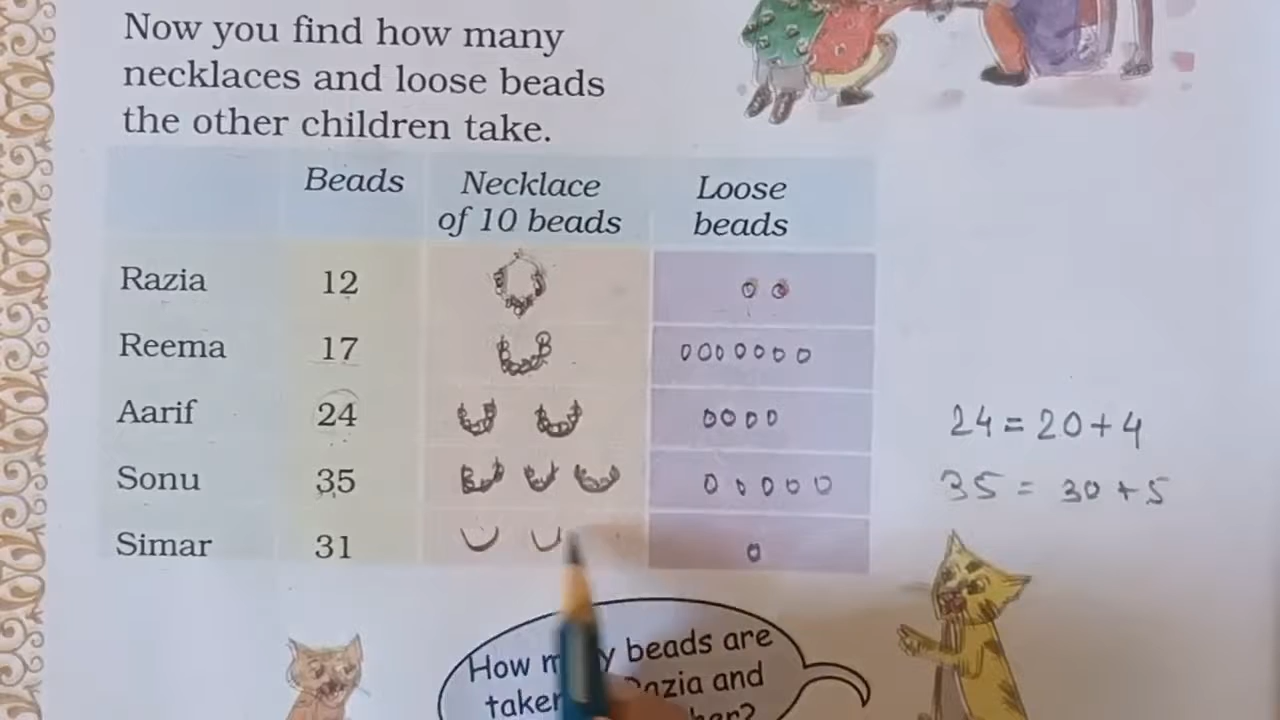 Now you find how many
necklaces and loose beads
the other children take.
Beads Necklace of 10 beads Loose beads
Razia 12
Reema 17
Aarif 24
Sonu 35
Simar 31
24 = 20 + 4
35 = 30 + 5
How beads are
and